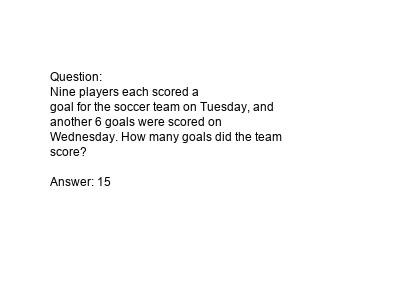 Question:
Nine players each scored a
goal for the soccer team on Tuesday, and
another 6 goals were scored on
Wednesday. How many goals did the team
score?
Answer: 15